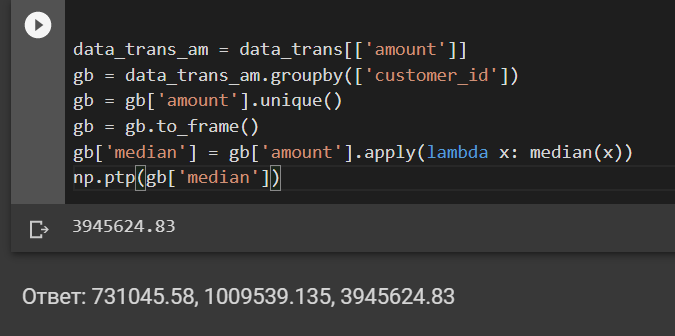 data_trans_am = data_trans[['amount']]
gb = data_trans_am.groupby(['customer_id'])
gb = gb['amount'].unique()
gb = gb.to_frame()
gb['median'] = gb['amount'].apply(lambda x: median(x))
np.ptp(gb['median'])
3945624.83
Ответ: 731045.58, 1009539.135, 3945624.83